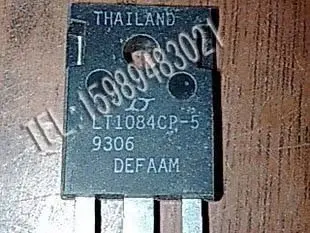 THAILAND
TEL:15989483021
LT1084CP-5
9306
DEFAAM